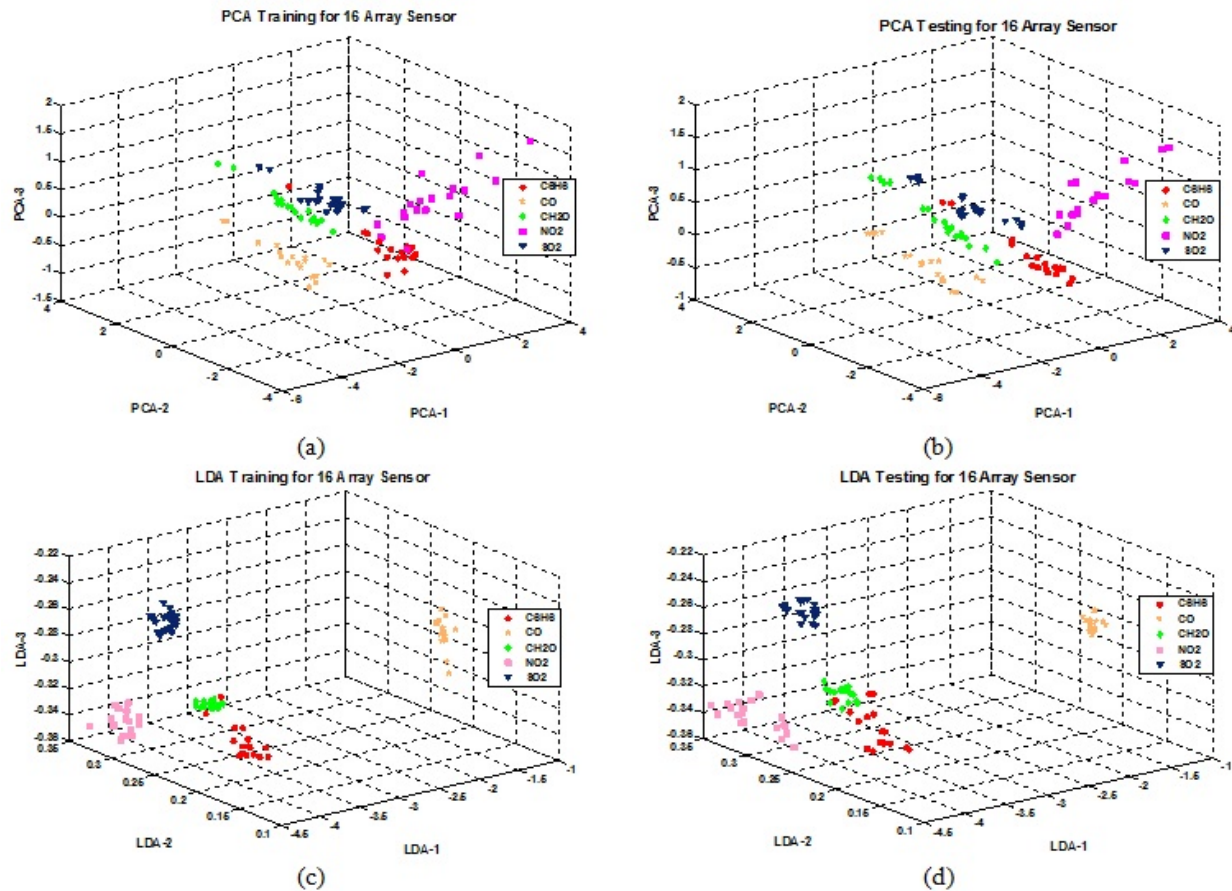 PCA Training for 16 Array Sensor
2
1.5
1
0.5
0
-0.5
-1
-1.5
PCA-3
4
2
0
-2
-4
PCA-2
-6
-4
-2
0
2
4
PCA-1
C6H6
CO
CH2O
NO2
SO2
(a)
PCA Testing for 16 Array Sensor
2
1.5
1
0.5
0
-0.5
-1
PCA-3
4
2
0
-2
-4
PCA-2
-6
-4
-2
0
2
4
PCA-1
C6H6
CO
CH2O
NO2
SO2
(b)
LDA Training for 16 Array Sensor
-0.22
-0.24
-0.26
-0.28
-0.3
-0.32
-0.34
-0.36
LDA-3
0.35
0.3
0.25
0.2
0.15
0.1
LDA-2
-4.5
-4
-3.5
-3
-2.5
-2
-1.5
-1
LDA-1
C6H6
CO
CH2O
NO2
SO2
(c)
LDA Testing for 16 Array Sensor
-0.22
-0.24
-0.26
-0.3
-0.32
-0.34
-0.36
LDA-3
0.35
0.3
0.25
0.2
0.15
0.1
LDA-2
-4.5
-4
-3.5
-3
-2.5
-2
-1.5
-1
LDA-1
C6H6
CO
CH2O
NO2
SO2
(d)